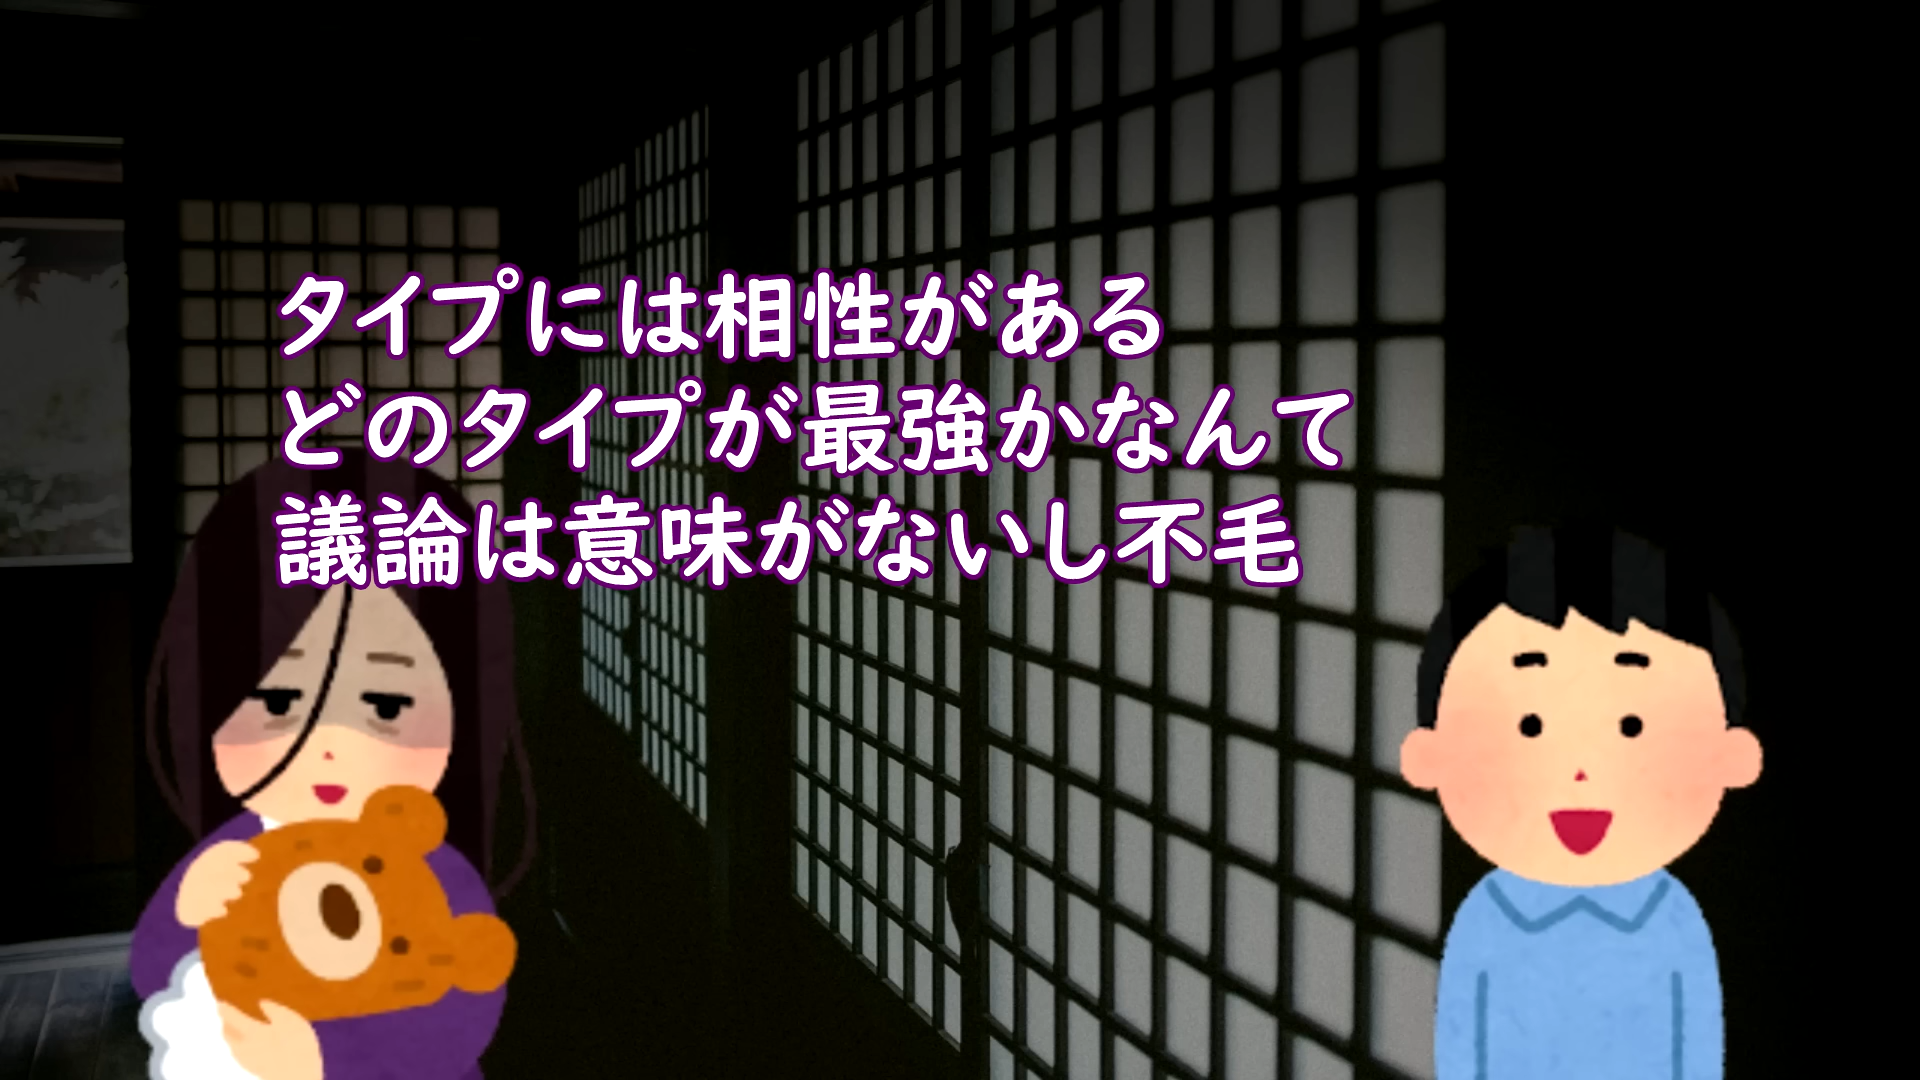 タイプには相性がある
どのタイプが最強かなんて
議論は意味がないし不毛